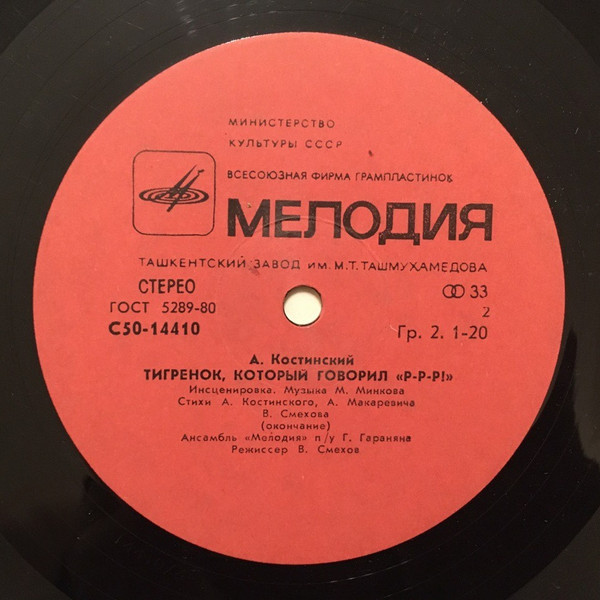 МИНИСТЕРСТВО
КУЛЬТУРЫ СССР
ВСЕСОЮЗНАЯ ФИРМА ГРАМПЛАСТИНОК
МЕЛОДИЯ
ТАШКЕНТСКИЙ ЗАВОД ИМ. М.Т. ТАШМУХАМЕДОВА
СТЕРЕО
33
ГОСТ 5289-80
2
С50-14410
Гр. 2. 1-20
А. Костинский
ТИГРЕНОК, КОТОРЫЙ ГОВОРИЛ «Р-Р-Р!»
Инсценировка. Музыка М. Минкова
Стихи А. Костинского, А. Макаревича
В. Смехова
(окончание)
Ансамбль «Мелодия» п/у Г. Гараняна
Режиссер В. Смехов